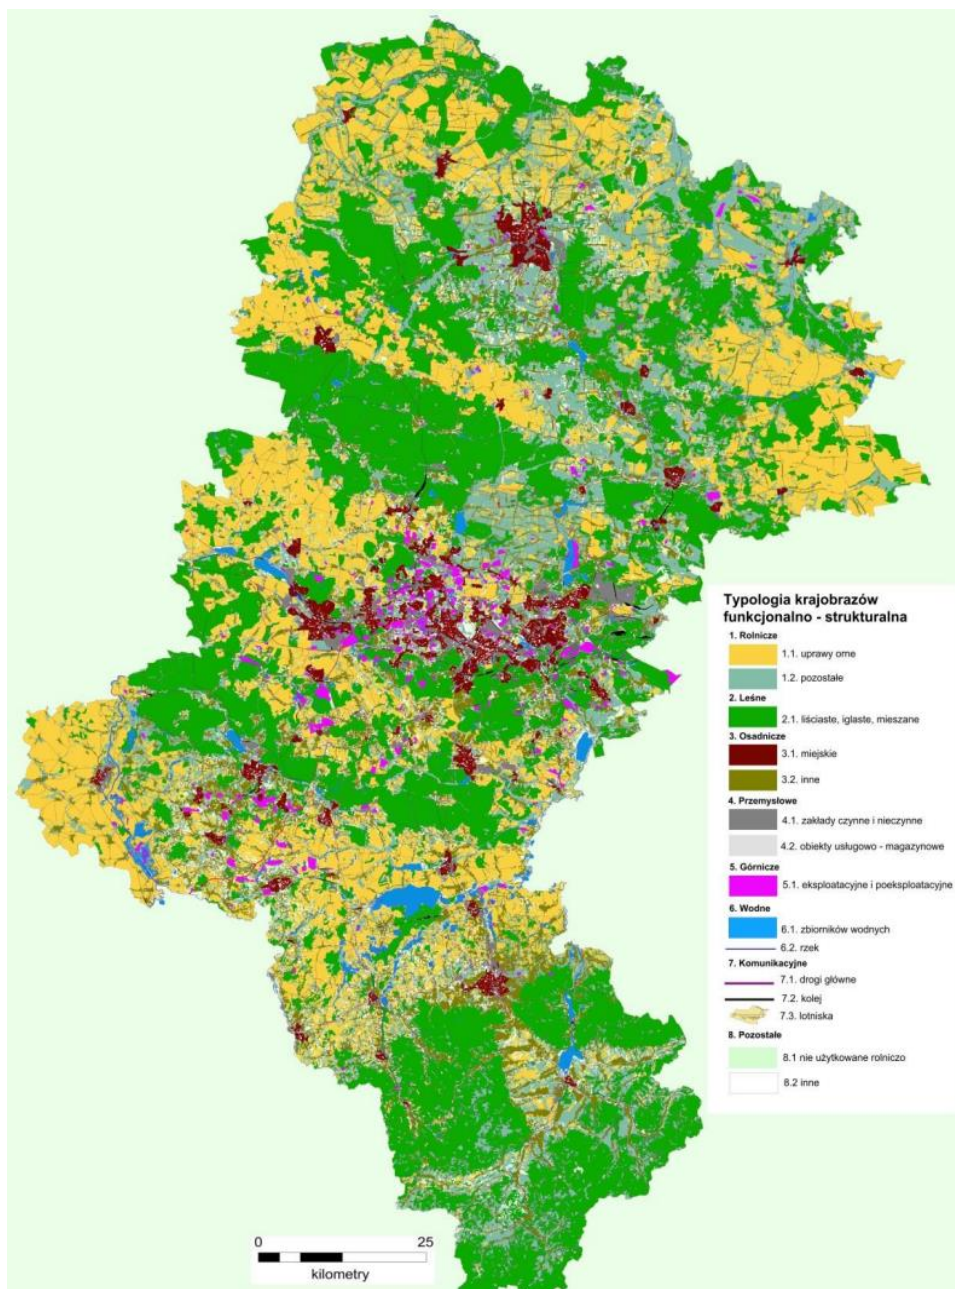 Typologia krajobrazów
funkcjonalno - strukturalna
1. Rolnicze
1.1. uprawy orne
1.2. pozostałe
2. Leśne
2.1. liściaste, iglaste, mieszane
3. Osadnicze
3.1. miejskie
3.2. inne
4. Przemysłowe
4.1. zakłady czynne i nieczynne
4.2. obiekty usługowo - magazynowe
5. Górnicze
5.1. eksploatacyjne i poeksploatacyjne
6. Wodne
6.1. zbiorników wodnych
6.2. rzek
7. Komunikacyjne
7.1. drogi główne
7.2. kolej
7.3. lotniska
8. Pozostałe
8.1 nie użytkowane rolniczo
8.2 inne
0 25
kilometry